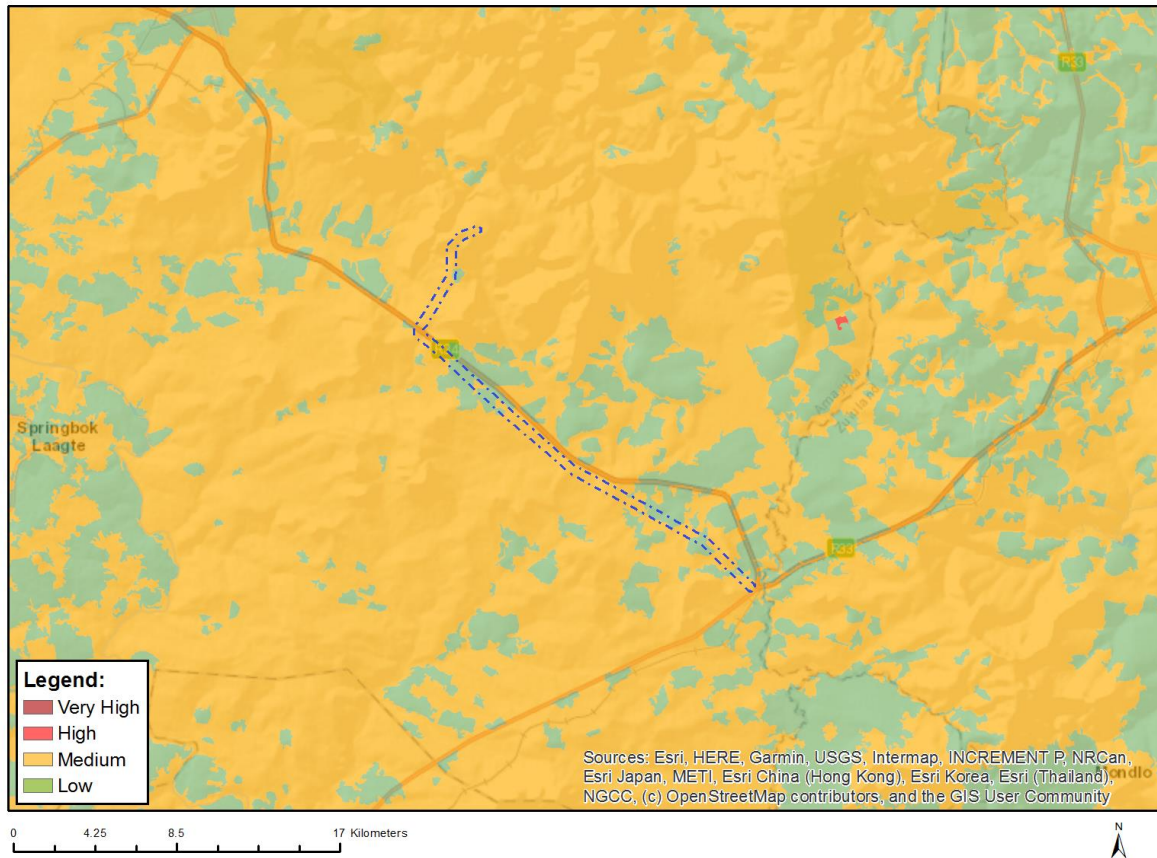 R33
Springbok
Laagte
Zululand
R33
Legend:
Very High
High
Medium
Low
Sources: Esri, HERE, Garmin, USGS, Intermap, INCREMENT P, NRCan,
Esri Japan, METI, Esri China (Hong Kong), Esri Korea, Esri (Thailand),
NGCC, (c) OpenStreetMap contributors, and the GIS User Community
0 4.25 8.5 17 Kilometers
N